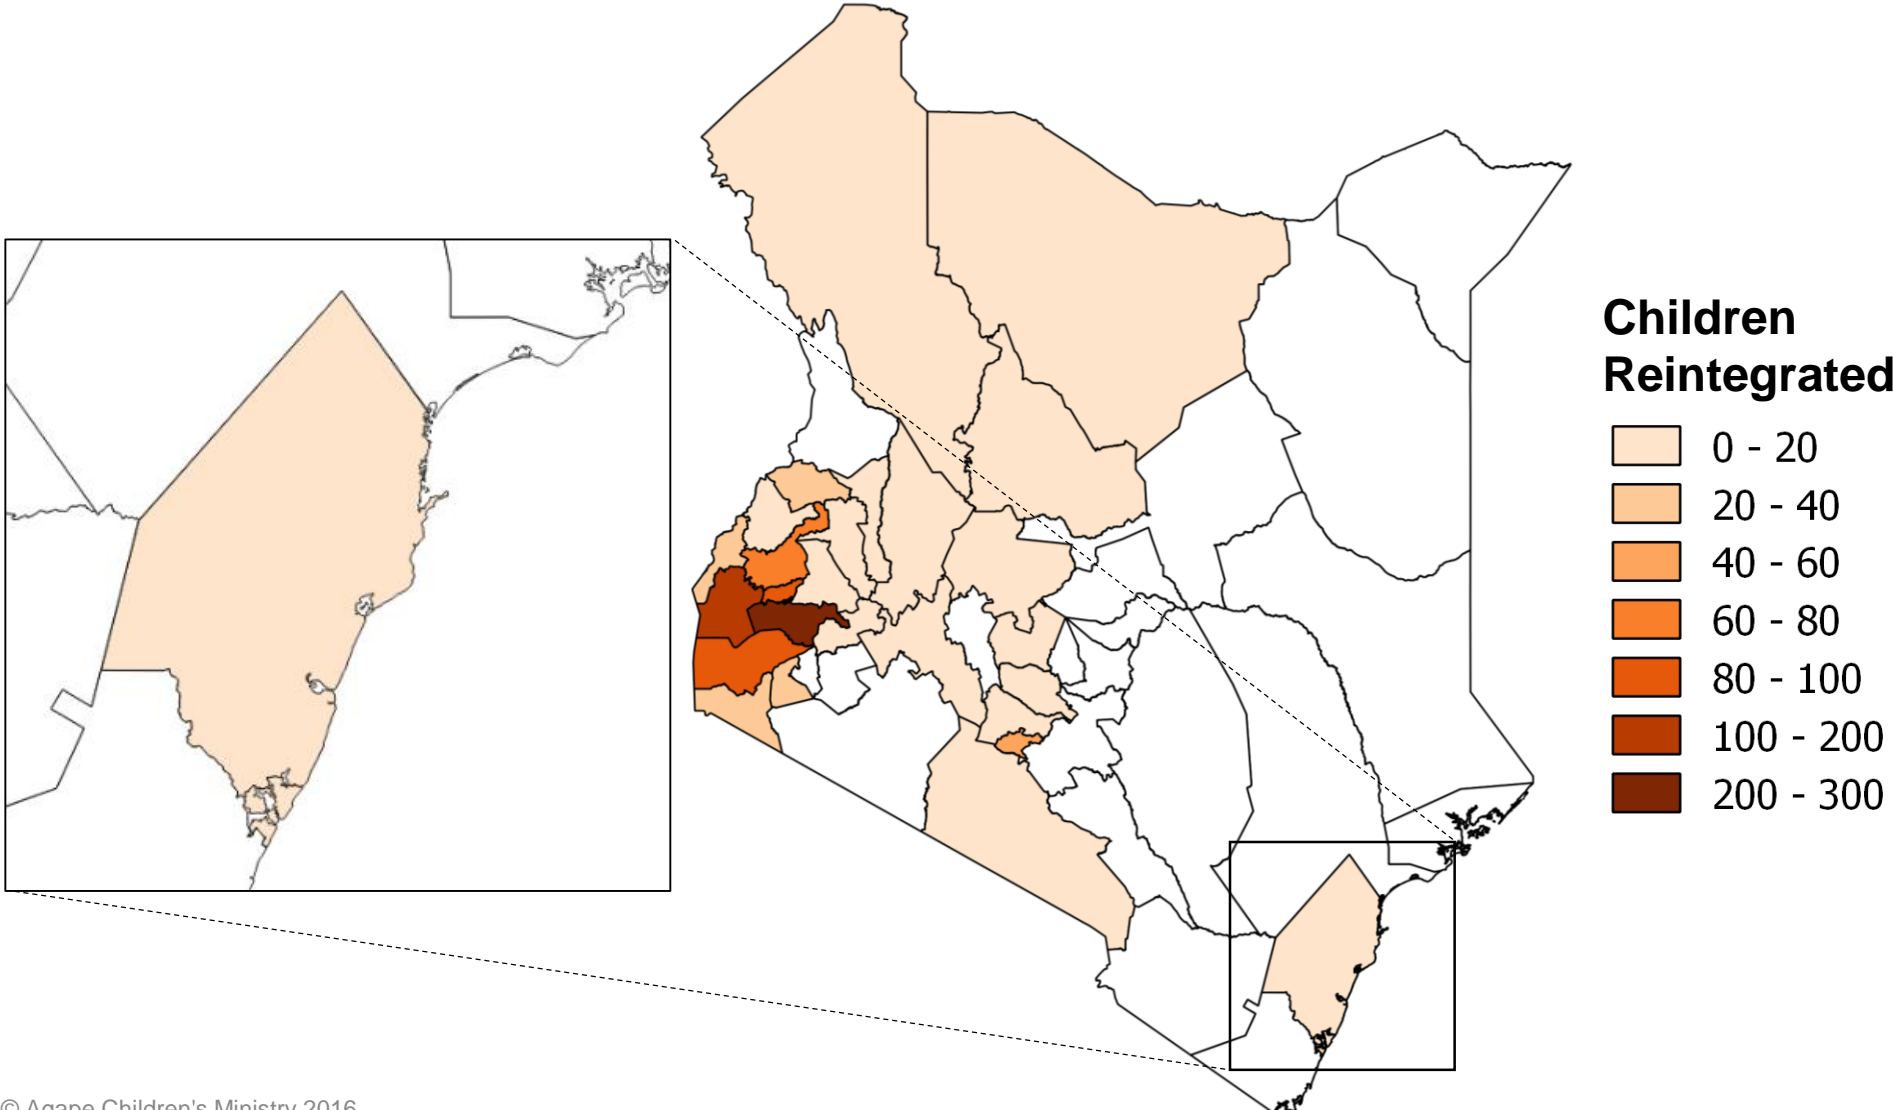 Children
Reintegrated
0 - 20
20 - 40
40 - 60
60 - 80
80 - 100
100 - 200
200 - 300
© Agape Children's Ministry 2016